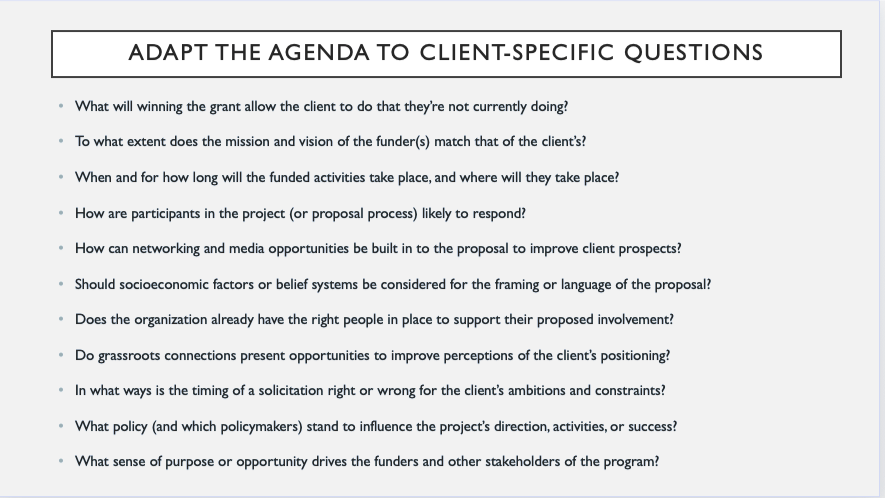 ADAPT THE AGENDA TO CLIENT-SPECIFIC QUESTIONS
• What will winning the grant allow the client to do that they’re not currently doing?
• To what extent does the mission and vision of the funder(s) match that of the client’s?
• When and for how long will the funded activities take place, and where will they take place?
• How are participants in the project (or proposal process) likely to respond?
• How can networking and media opportunities be built in to the proposal to improve client prospects?
• Should socioeconomic factors or belief systems be considered for the framing or language of the proposal?
• Does the organization already have the right people in place to support their proposed involvement?
• Do grassroots connections present opportunities to improve perceptions of the client’s positioning?
• In what ways is the timing of a solicitation right or wrong for the client’s ambitions and constraints?
• What policy (and which policymakers) stand to influence the project’s direction, activities, or success?
• What sense of purpose or opportunity drives the funders and other stakeholders of the program?